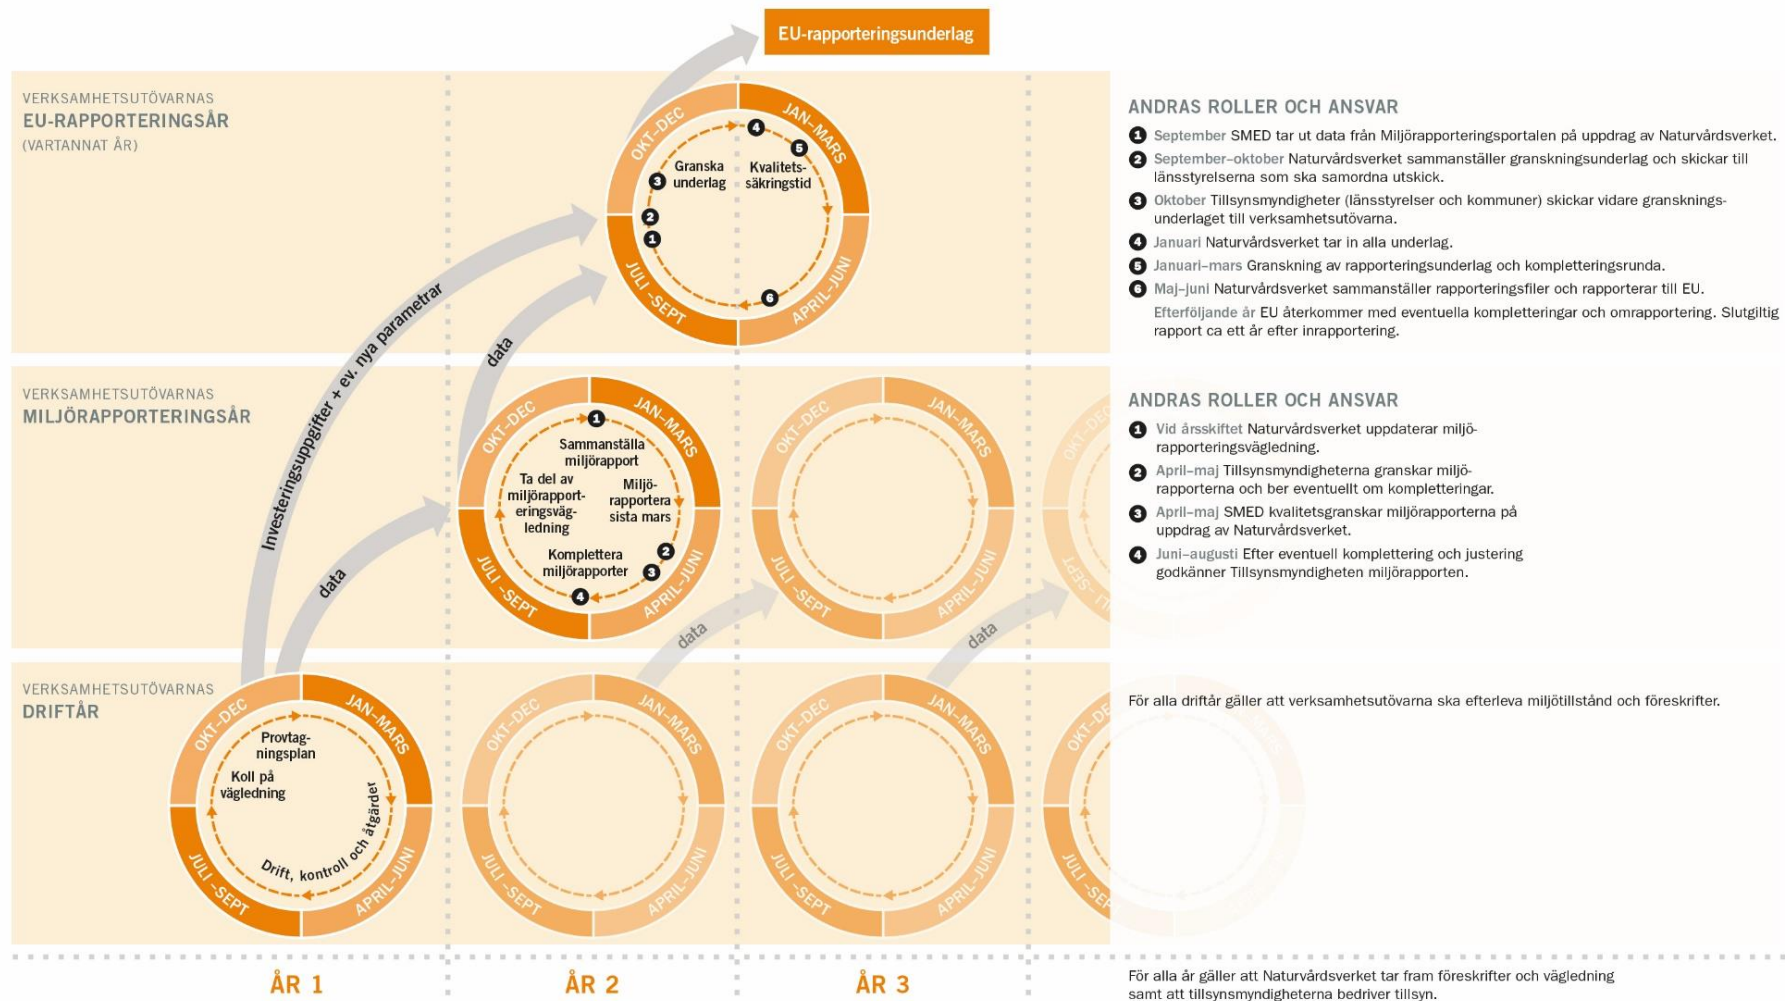 EU-rapporteringsunderlag
VERKSAMHETSUTÖVARNAS
EU-RAPPORTERINGSÅR
(VARTANNAT ÅR)
OKT–DEC
JAN–MARS
APRIL–JUNI
JULI –SEPT
Granska
underlag
Kvalitets-
säkringstid
4
5
3
2
1
6
ANDRAS ROLLER OCH ANSVAR
1 September SMED tar ut data från Miljörapporteringsportalen på uppdrag av Naturvårdsverket.
2 September–oktober Naturvårdsverket sammanställer granskningsunderlag och skickar till
länsstyrelserna som ska samordna utskick.
3 Oktober Tillsynsmyndigheter (länsstyrelser och kommuner) skickar vidare gransknings-
underlaget till verksamhetsutövarna.
4 Januari Naturvårdsverket tar in alla underlag.
5 Januari–mars Granskning av rapporteringsunderlag och kompletteringsrunda.
6 Maj–juni Naturvårdsverket sammanställer rapporteringsfiler och rapporterar till EU.
Efterföljande år EU återkommer med eventuella kompletteringar och omrapportering. Slutgiltig
rapport ca ett år efter inrapportering.
Investeringsuppgifter + ev. nya parametrar
data
data
VERKSAMHETSUTÖVARNAS
MILJÖRAPPORTERINGSÅR
OKT–DEC
JAN–MARS
APRIL–JUNI
JULI –SEPT
1
Sammanställa
miljörapport
Ta del av
miljörapport-
eringsväg-
ledning
Miljö-
rapportera
sista mars
Komplettera
miljörapporter
2
3
4
OKT–DEC
JAN–MARS
APRIL–JUNI
JULI –SEPT
OKT–DEC
JULI –SEPT
data
data
ANDRAS ROLLER OCH ANSVAR
1 Vid årsskiftet Naturvårdsverket uppdaterar miljö-
rapporteringsvägledning.
2 April–maj Tillsynsmyndigheterna granskar miljö-
rapporterna och ber eventuellt om kompletteringar.
3 April–maj SMED kvalitetsgranskar miljörapporterna på
uppdrag av Naturvårdsverket.
4 Juni–augusti Efter eventuell komplettering och justering
godkänner Tillsynsmyndigheten miljörapporten.
VERKSAMHETSUTÖVARNAS
DRIFTÅR
OKT–DEC
JAN–MARS
APRIL–JUNI
JULI –SEPT
Provtag-
ningsplan
Koll på
vägledning
Drift, kontroll och åtgärder
OKT–DEC
JAN–MARS
APRIL–JUNI
JULI –SEPT
OKT–DEC
JAN–MARS
APRIL–JUNI
JULI –SEPT
OKT–DEC
JULI –SEPT
För alla driftår gäller att verksamhetsutövarna ska efterleva miljötillstånd och föreskrifter.
ÅR 1
ÅR 2
ÅR 3
För alla år gäller att Naturvårdsverket tar fram föreskrifter och vägledning
samt att tillsynsmyndigheterna bedriver tillsyn.